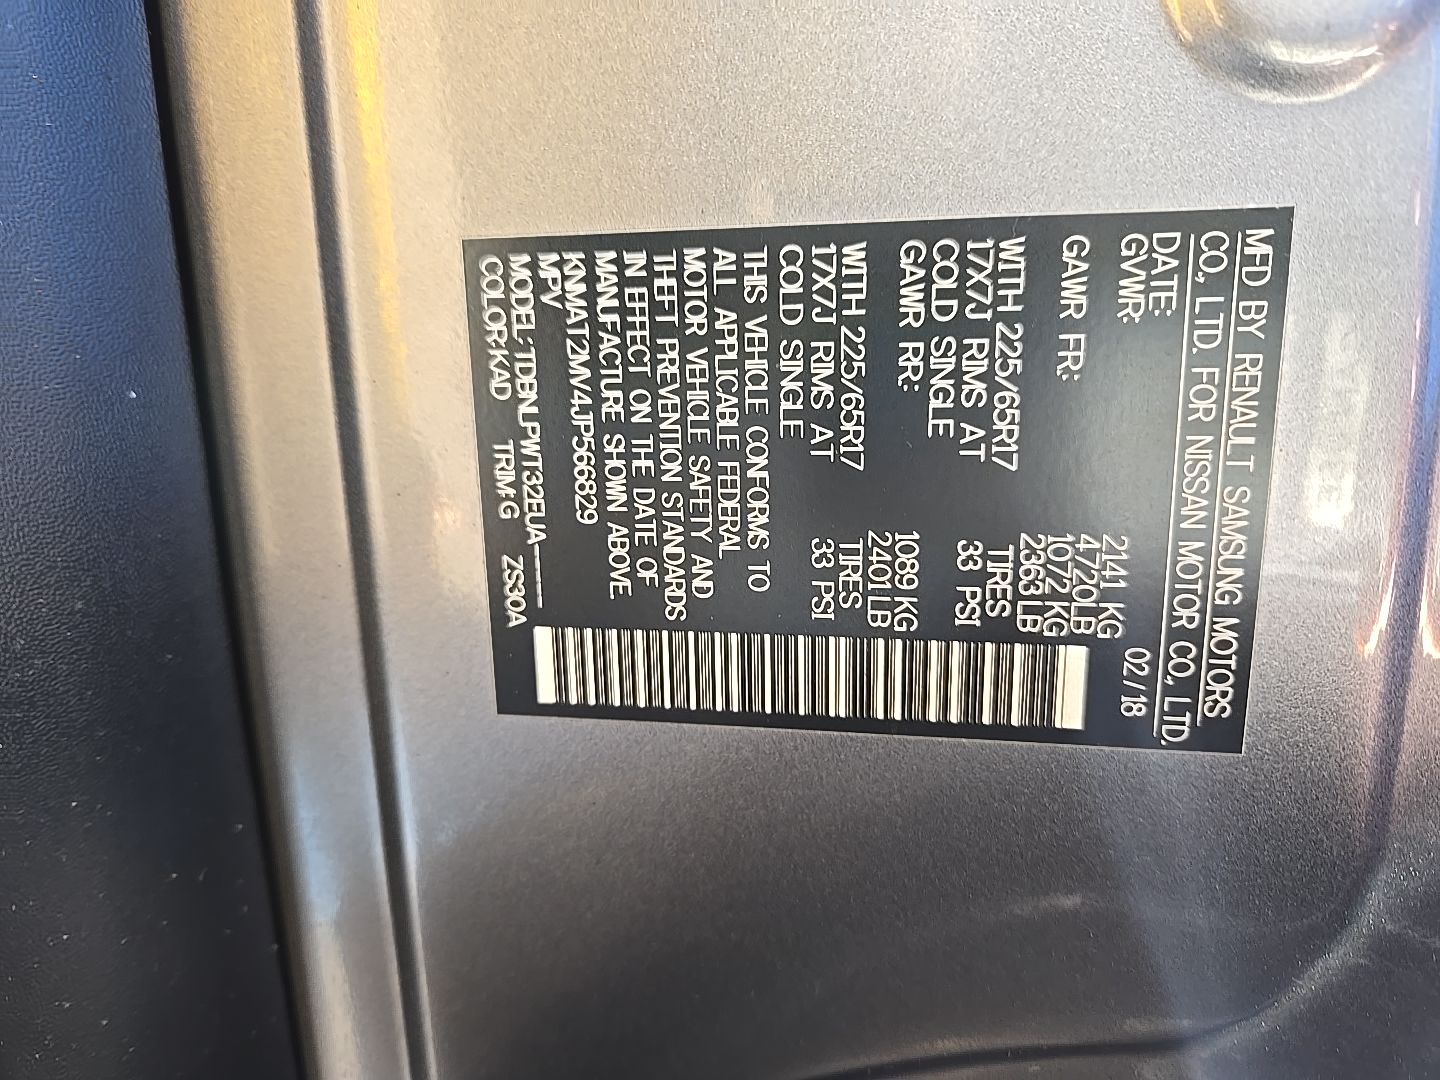 MFD BY RENAULT SAMSUNG MOTORS
CO., LTD. FOR NISSAN MOTOR CO., LTD.
DATE: 02/18
GVWR: 2141 KG
4720LB
GAWR FR.: 1072 KG
2363 LB
WITH 225/65R17 TIRES
17X7J RIMS AT 33 PSI
COLD SINGLE
GAWR RR.: 1089 KG
2401 LB
WITH 225/65R17 TIRES
17X7J RIMS AT 33 PSI
COLD SINGLE
THIS VEHICLE CONFORMS TO
ALL APPLICABLE FEDERAL
MOTOR VEHICLE SAFETY AND
THEFT PREVENTION STANDARDS
IN EFFECT ON THE DATE OF
MANUFACTURE SHOWN ABOVE.
KNMAT2MV4JP566829
MPV
MODEL:TDBNLPWT32EUA-----
COLOR:KAD TRIM:G ZS30A